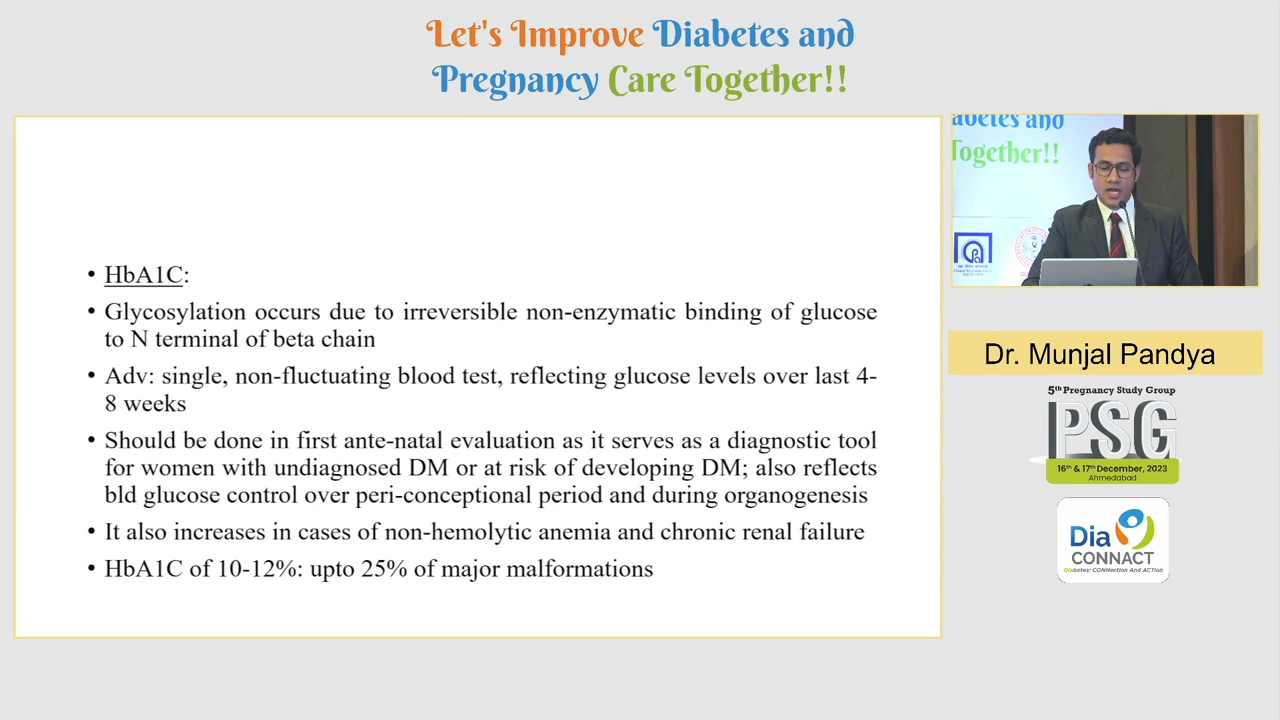 Let's Improve Diabetes and
Pregnancy Care Together!!
• HbA1C:
• Glycosylation occurs due to irreversible non-enzymatic binding of glucose
to N terminal of beta chain
• Adv: single, non-fluctuating blood test, reflecting glucose levels over last 4-
8 weeks
• Should be done in first ante-natal evaluation as it serves as a diagnostic tool
for women with undiagnosed DM or at risk of developing DM; also reflects
bld glucose control over peri-conceptional period and during organogenesis
• It also increases in cases of non-hemolytic anemia and chronic renal failure
• HbA1C of 10-12%: upto 25% of major malformations
abetes and
Together!!
Dr. Munjal Pandya
5th Pregnancy Study Group
PSG
16th & 17th December, 2023
Ahmedabad
Dia
CONNACT
Diabetes: CONNection And ACTion